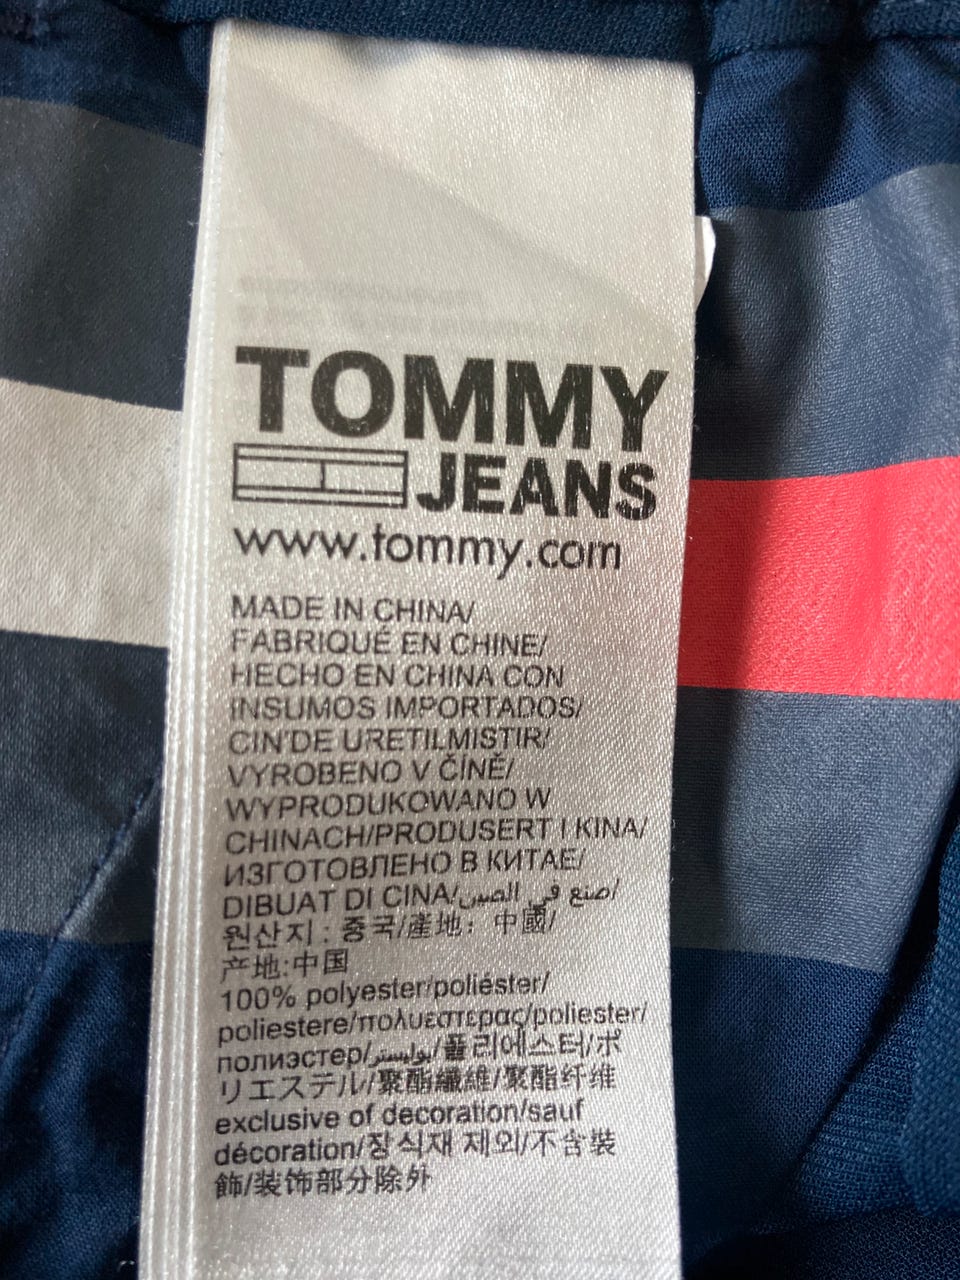 TOMMY
JEANS
www.tommy.com
MADE IN CHINA/
FABRIQUÉ EN CHINE/
HECHO EN CHINA CON
INSUMOS IMPORTADOS/
CIN'DE URETILMISTIR/
VYROBENO V ČÍNĚ/
WYPRODUKOWANO W
CHINACH/PRODUSERT I KINA/
ИЗГОТОВЛЕНО В КИТАЕ/
DIBUAT DI CINA/صنع في الصين/
원산지 : 중국/產地： 中國/
产地:中国
100% polyester/poliéster/
poliestere/πολυεστερας/poliester/
полиэстер/بوليستر/폴리에스터/ポ
リエステル/聚酯纖維/聚酯纤维
exclusive of decoration/sauf
décoration/장식재 제외/不含裝
飾/装饰部分除外